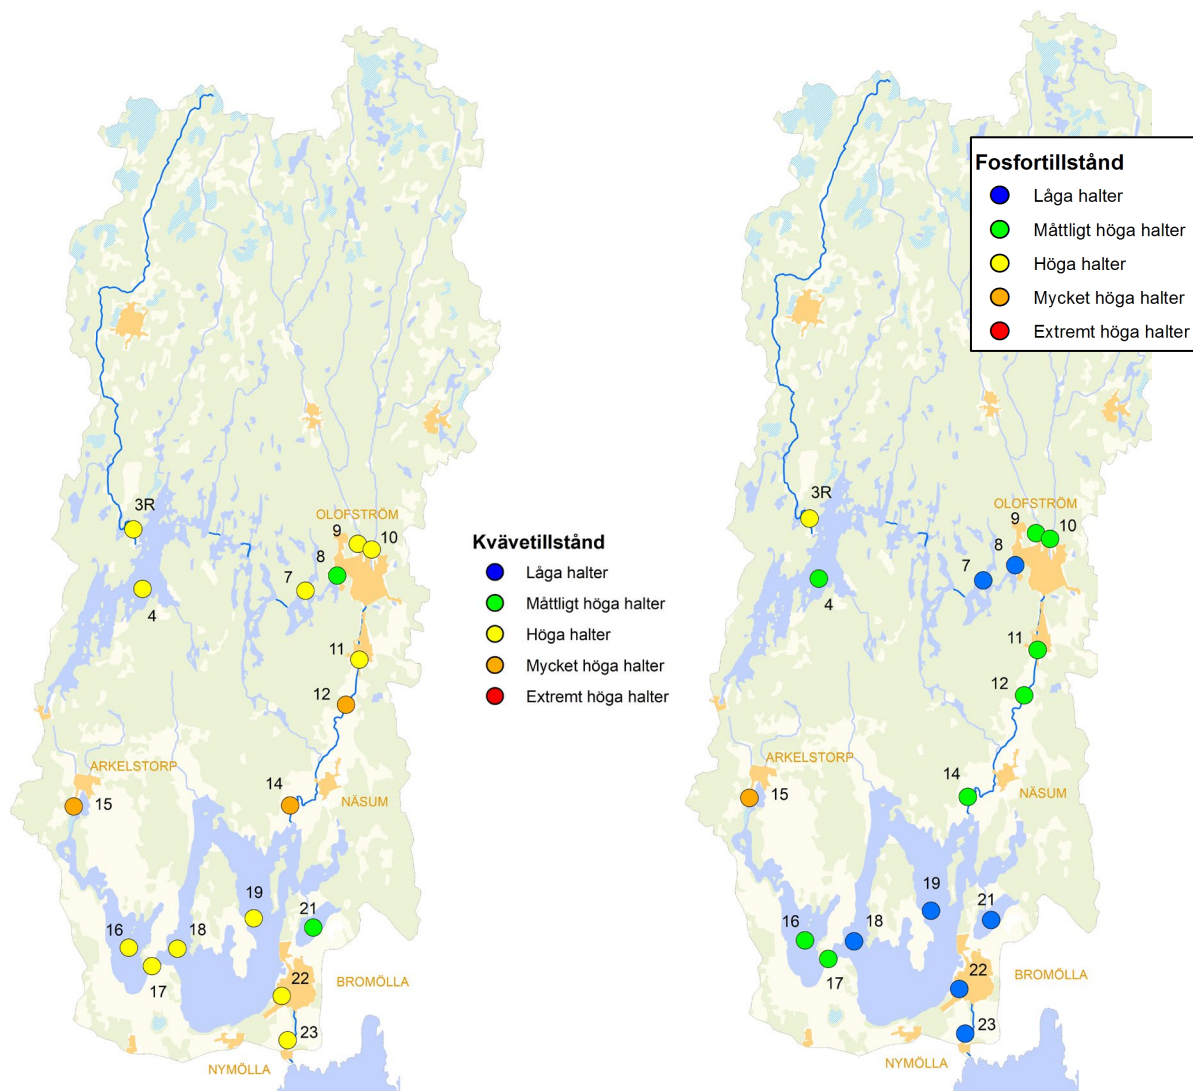 3R
OLOFSTRÖM
9
10
8
7
4
11
12
ARKELSTORP
15
14
NÄSUM
19
21
16
18
17
22
BROMÖLLA
23
NYMÖLLA
Kvävetillstånd
Låga halter
Måttligt höga halter
Höga halter
Mycket höga halter
Extremt höga halter
Fosfortillstånd
Låga halter
Måttligt höga halter
Höga halter
Mycket höga halter
Extremt höga halter
3R
OLOFSTRÖM
9
10
8
7
4
11
12
ARKELSTORP
15
14
NÄSUM
19
21
16
18
17
22
BROMÖLLA
23
NYMÖLLA